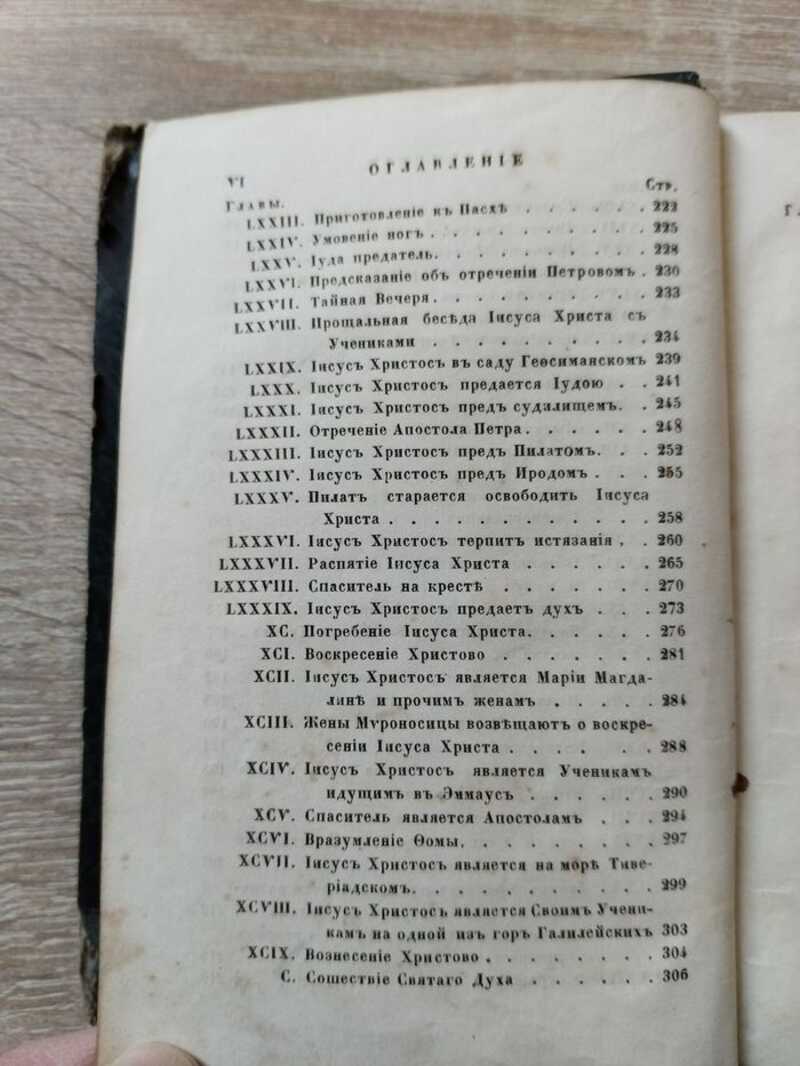 VI
ОГЛАВЛЕНІЕ
Главы. Стр.
LXXIII. Приготовленіе къ Пасхѣ . . . . . . 222
LXXIV. Умовеніе ногъ . . . . . . . . . . 225
LXXV. Іуда предатель. . . . . . . . . . 228
LXXVI. Предсказаніе объ отреченіи Петровомъ . 230
LXXVII. Тайная Вечеря . . . . . . . . . . 233
LXXVIII. Прощальная бесѣда Іисуса Христа съ
Учениками . . . . . . . . . . 234
LXXIX. Іисусъ Христосъ въ саду Геѳсиманскомъ 239
LXXX. Іисусъ Христосъ предается Іудою . . 241
LXXXI. Іисусъ Христосъ предъ судалищемъ. . 245
LXXXII. Отреченіе Апостола Петра . . . . . . 248
LXXXIII. Іисусъ Христосъ предъ Пилатомъ. . . 252
LXXXIV. Іисусъ Христосъ предъ Иродомъ . . . 255
LXXXV. Пилатъ старается освободить Іисуса
Христа . . . . . . . . . . . . 258
LXXXVI. Іисусъ Христосъ терпитъ истязанія . . 260
LXXXVII. Распятіе Іисуса Христа . . . . . . 265
LXXXVIII. Спаситель на крестѣ . . . . . . . 270
LXXXIX. Іисусъ Христосъ предаетъ духъ . . . 273
XC. Погребеніе Іисуса Христа. . . . . . 276
XCI. Воскресеніе Христово . . . . . . . 281
XCII. Іисусъ Христосъ является Маріи Магда-
линѣ и прочимъ женамъ . . . . . 284
XCIII. Жены Мѵроносицы возвѣщаютъ о воскре-
сеніи Іисуса Христа . . . . . . 288
XCIV. Іисусъ Христосъ является Ученикамъ
идущимъ въ Эммаусъ . . . . . . 290
XCV. Спаситель является Апостоламъ . . . 294
XCVI. Вразумленіе Ѳомы. . . . . . . . . 297
XCVII. Іисусъ Христосъ является на морѣ Тиве-
ріадскомъ. . . . . . . . . . . 299
XCVIII. Іисусъ Христосъ является Своимъ Учени-
камъ на одной изъ горъ Галилейскихъ 303
XCIX. Вознесеніе Христово . . . . . . . . 304
C. Сошествіе Святаго Духа . . . . . . 306